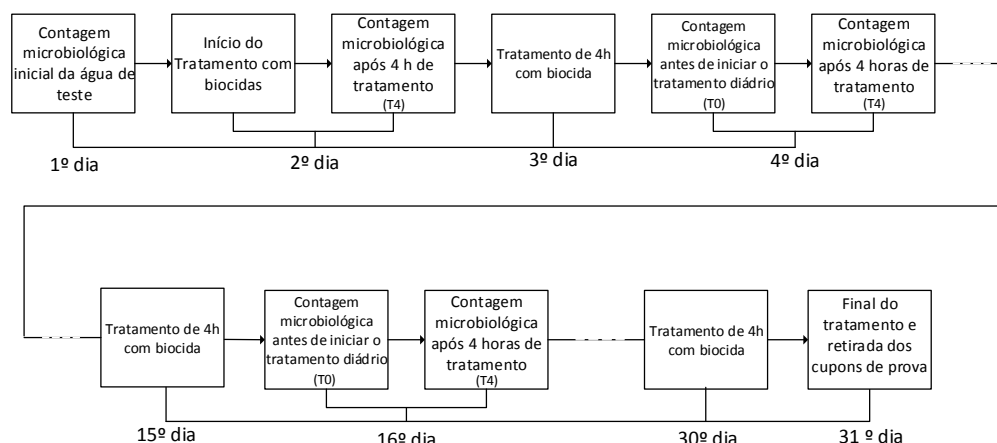 Contagem
microbiológica
inicial da água de
teste
Início do
Tratamento com
biocidas
Contagem
microbiológica
após 4 h de
tratamento
(T4)
Tratamento de 4h
com biocida
Contagem
microbiológica
antes de iniciar o
tratamento diádrio
(T0)
Contagem
microbiológica
após 4 horas de
tratamento
(T4)
1º dia
2º dia
3º dia
4º dia
Tratamento de 4h
com biocida
Contagem
microbiológica
antes de iniciar o
tratamento diádrio
(T0)
Contagem
microbiológica
após 4 horas de
tratamento
(T4)
Tratamento de 4h
com biocida
Final do
tratamento e
retirada dos
cupons de prova
15º dia
16º dia
30º dia
31 º dia